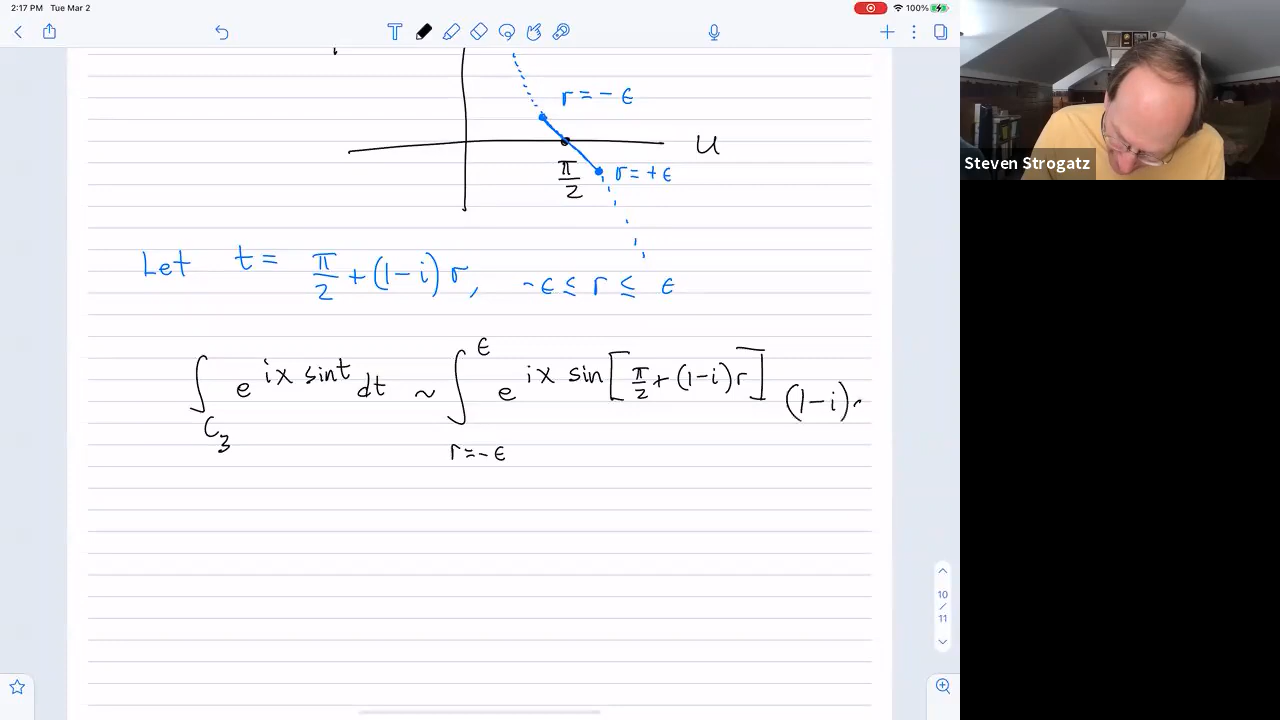 2:17 PM Tue Mar 2
100%
T
r = - ϵ
u
π/2
r = + ϵ
Steven Strogatz
Let t = π/2 + (1-i) r, -ϵ ≤ r ≤ ϵ
∫_{C_3} e^{ix sin t} dt ~ ∫_{r=-ϵ}^{ϵ} e^{ix sin[π/2 + (1-i)r]} (1-i)
10 / 11